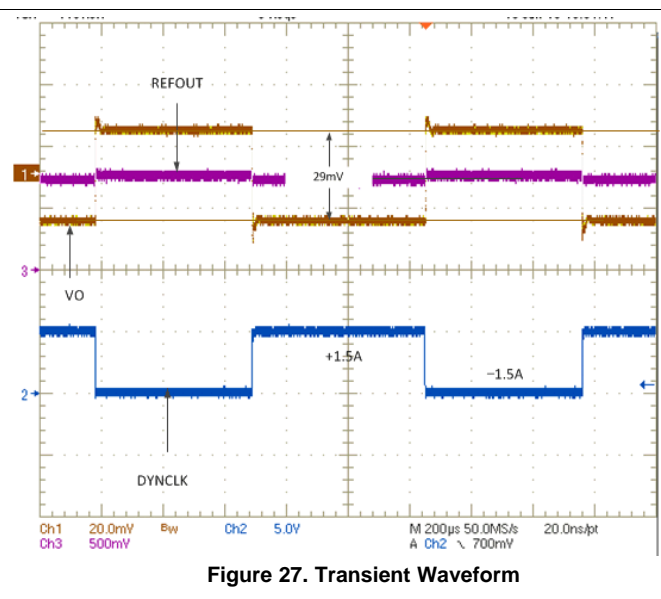 REFOUT
1
29mV
3
VO
+1.5A
−1.5A
2
DYNCLK
Ch1 20.0mV BW Ch2 5.0V M 200µs 50.0MS/s 20.0ns/pt
Ch3 500mV A Ch2 \ 700mV
Figure 27. Transient Waveform